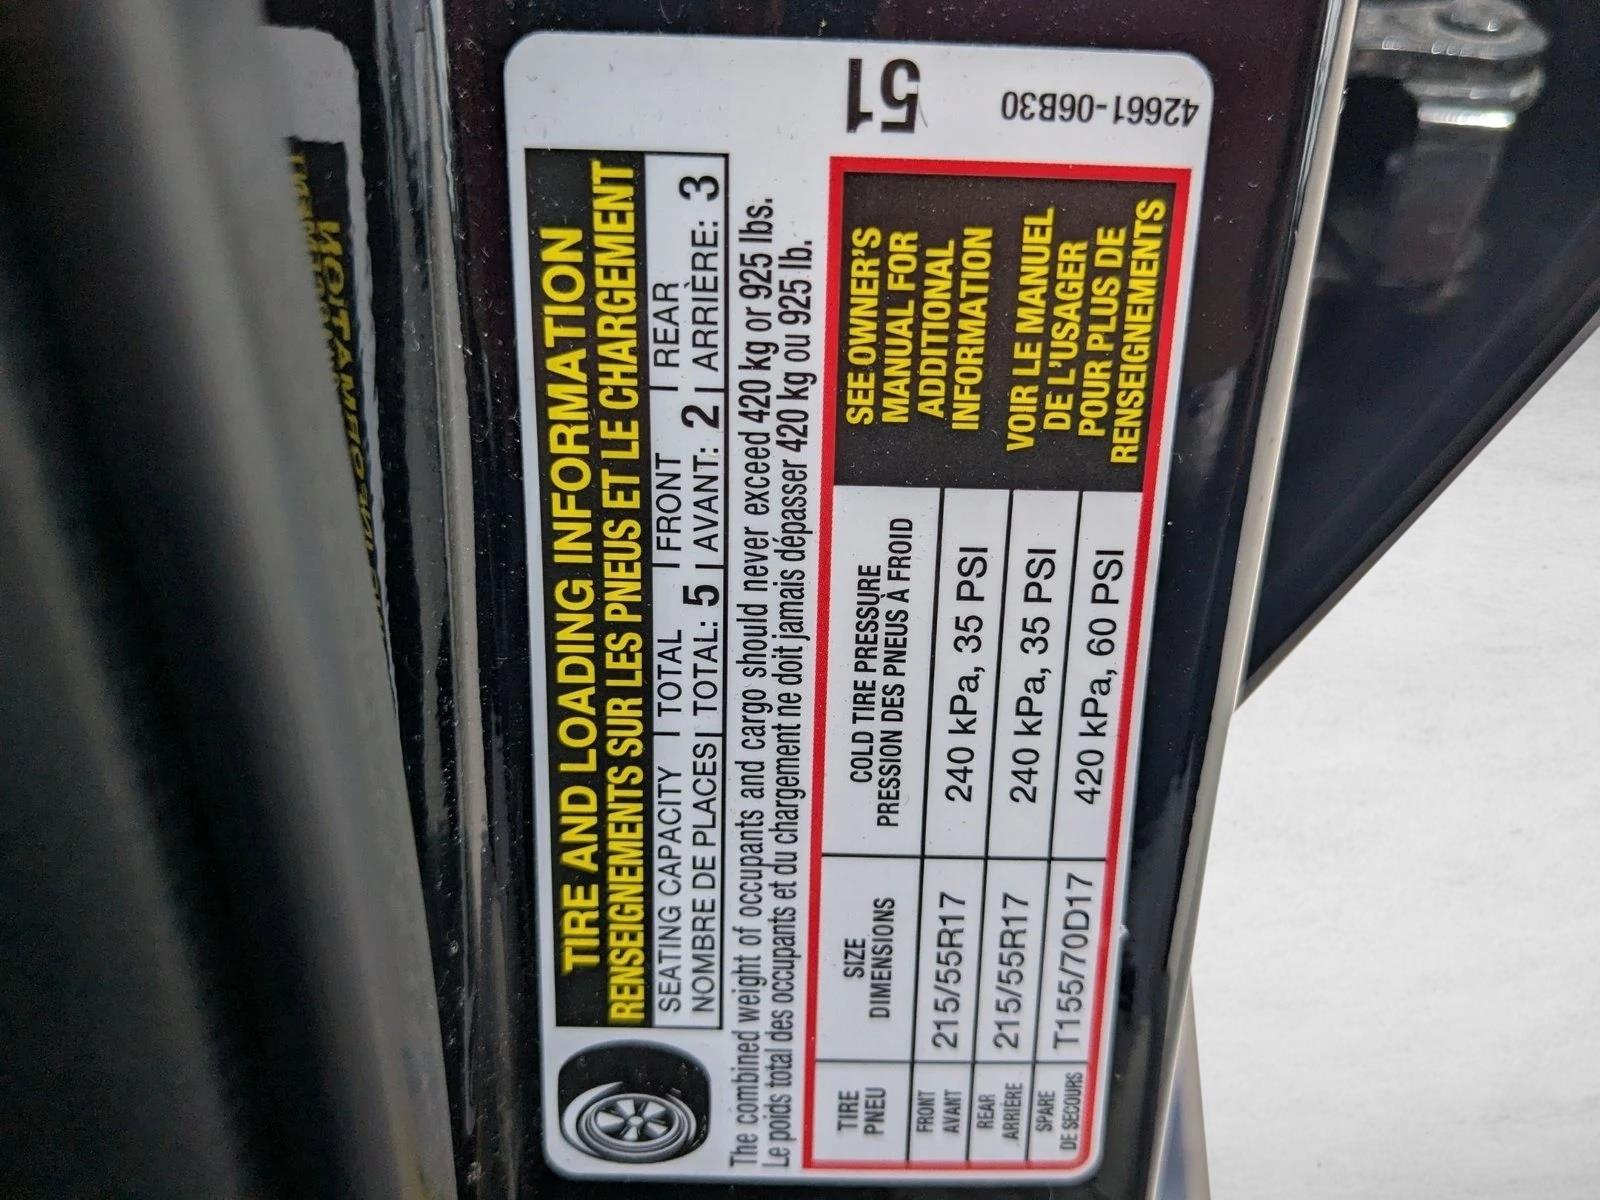 TIRE AND LOADING INFORMATION
RENSEIGNEMENTS SUR LES PNEUS ET LE CHARGEMENT
SEATING CAPACITY | TOTAL | FRONT | REAR
NOMBRE DE PLACES | TOTAL: 5 | AVANT: 2 | ARRIÈRE: 3
The combined weight of occupants and cargo should never exceed 420 kg or 925 lbs.
Le poids total des occupants et du chargement ne doit jamais dépasser 420 kg ou 925 lb.
TIRE
PNEU
SIZE
DIMENSIONS
COLD TIRE PRESSURE
PRESSION DES PNEUS À FROID
FRONT
AVANT
215/55R17
240 kPa, 35 PSI
REAR
ARRIÈRE
215/55R17
240 kPa, 35 PSI
SPARE
DE SECOURS
T155/70D17
420 kPa, 60 PSI
SEE OWNER'S
MANUAL FOR
ADDITIONAL
INFORMATION
VOIR LE MANUEL
DE L'USAGER
POUR PLUS DE
RENSEIGNEMENTS
51
42661-06B30